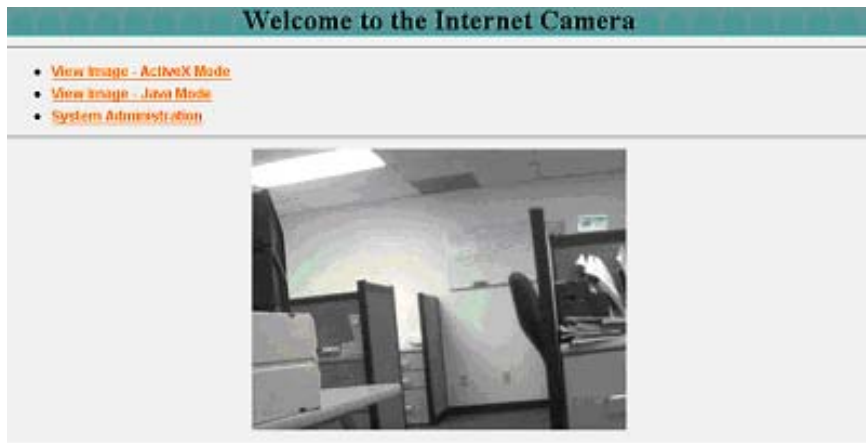 Welcome to the Internet Camera
View Image - ActiveX Mode
View Image - Java Mode
System Administration